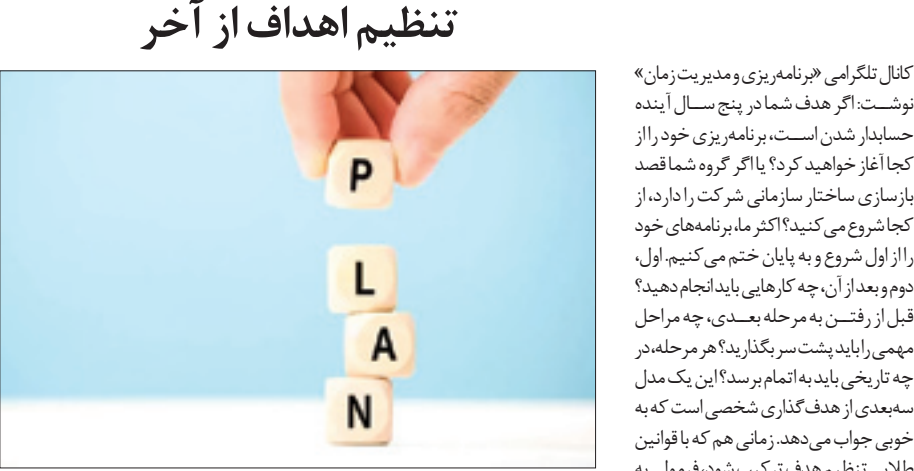 تنظیم اهداف از آخر
کانال تلگرامی «برنامه‌ریزی و مدیریت زمان»
نوشـــت: اگر هدف شما در پنج ســـال آینده
حسابدار شدن اســـت، برنامه‌ریزی خود را از
کجا آغاز خواهید کرد؟ یا اگر گروه شما قصد
بازسازی ساختار سازمانی شرکت را دارد، از
کجا شروع می‌کنید؟ اکثر ما، برنامه‌های خود
را از اول شروع و به پایان ختم می‌کنیم. اول،
دوم و بعد از آن، چه کارهایی باید انجام دهید؟
قبل از رفتـــن به مرحله بعـــدی، چه مراحل
مهمی را باید پشت سر بگذارید؟ هر مرحله، در
چه تاریخی باید به اتمام برسد؟ این یک مدل
سه‌بعدی از هدف‌گذاری شخصی است که به
خوبی جواب می‌دهد. زمانی هم که با قوانین
P
L
A
N